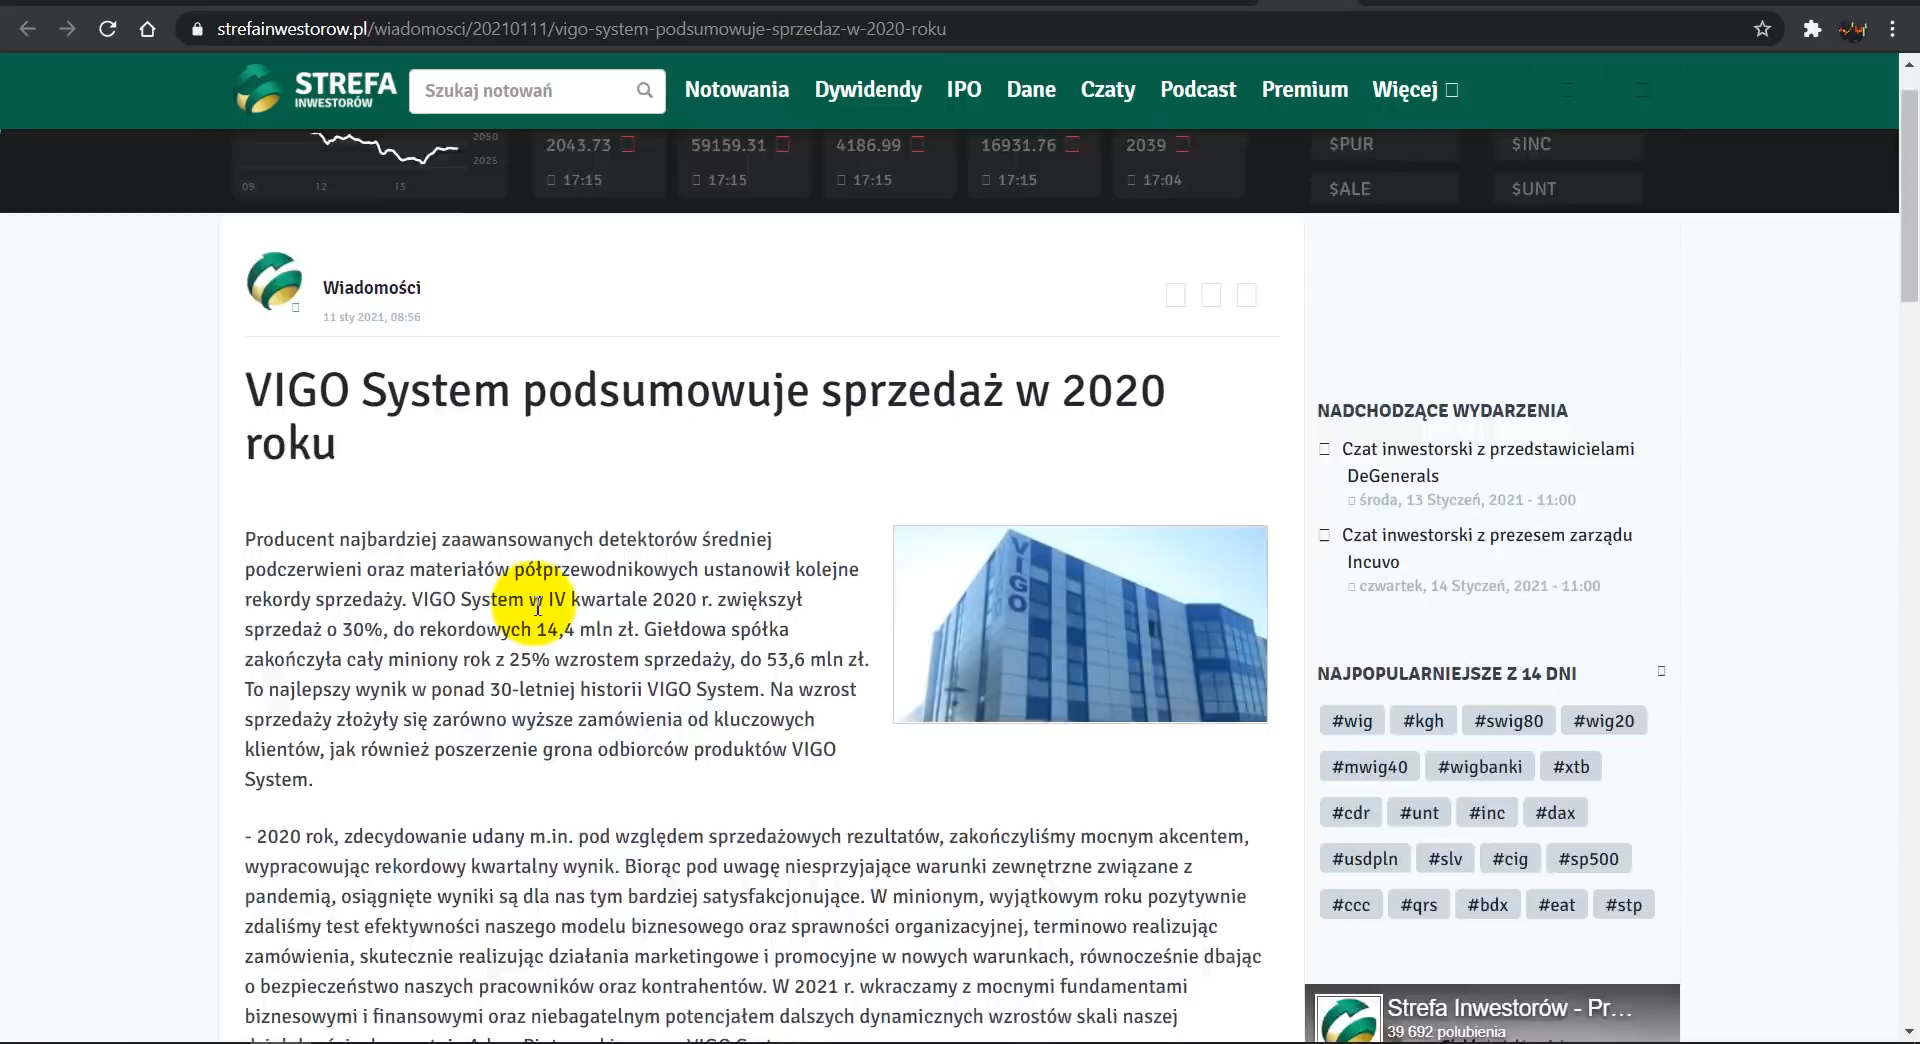 strefainwestorow.pl/wiadomosci/20210111/vigo-system-podsumowuje-sprzedaz-w-2020-roku
STREFA
INWESTORÓW
Szukaj notowań
Notowania Dywidendy IPO Dane Czaty Podcast Premium Więcej
2050
2025
09 12 15
2043.73 59159.31 4186.99 16931.76 2039
17:15 17:15 17:15 17:15 17:04
$PUR $INC
$ALE $UNT
Wiadomości
11 sty 2021, 08:56
VIGO System podsumowuje sprzedaż w 2020
roku
Producent najbardziej zaawansowanych detektorów średniej
podczerwieni oraz materiałów półprzewodnikowych ustanowił kolejne
rekordy sprzedaży. VIGO System w IV kwartale 2020 r. zwiększył
sprzedaż o 30%, do rekordowych 14,4 mln zł. Giełdowa spółka
zakończyła cały miniony rok z 25% wzrostem sprzedaży, do 53,6 mln zł.
To najlepszy wynik w ponad 30-letniej historii VIGO System. Na wzrost
sprzedaży złożyły się zarówno wyższe zamówienia od kluczowych
klientów, jak również poszerzenie grona odbiorców produktów VIGO
System.
VIGO
- 2020 rok, zdecydowanie udany m.in. pod względem sprzedażowych rezultatów, zakończyliśmy mocnym akcentem,
wypracowując rekordowy kwartalny wynik. Biorąc pod uwagę niesprzyjające warunki zewnętrzne związane z
pandemią, osiągnięte wyniki są dla nas tym bardziej satysfakcjonujące. W minionym, wyjątkowym roku pozytywnie
zdaliśmy test efektywności naszego modelu biznesowego oraz sprawności organizacyjnej, terminowo realizując
zamówienia, skutecznie realizując działania marketingowe i promocyjne w nowych warunkach, równocześnie dbając
o bezpieczeństwo naszych pracowników oraz kontrahentów. W 2021 r. wkraczamy z mocnymi fundamentami
biznesowymi i finansowymi oraz niebagatelnym potencjałem dalszych dynamicznych wzrostów skali naszej
NADCHODZĄCE WYDARZENIA
Czat inwestorski z przedstawicielami
DeGenerals
środa, 13 Styczeń, 2021 - 11:00
Czat inwestorski z prezesem zarządu
Incuvo
czwartek, 14 Styczeń, 2021 - 11:00
NAJPOPULARNIEJSZE Z 14 DNI
#wig #kgh #swig80 #wig20
#mwig40 #wigbanki #xtb
#cdr #unt #inc #dax
#usdpln #slv #cig #sp500
#ccc #qrs #bdx #eat #stp
Strefa Inwestorów - Pr...
39 692 polubienia